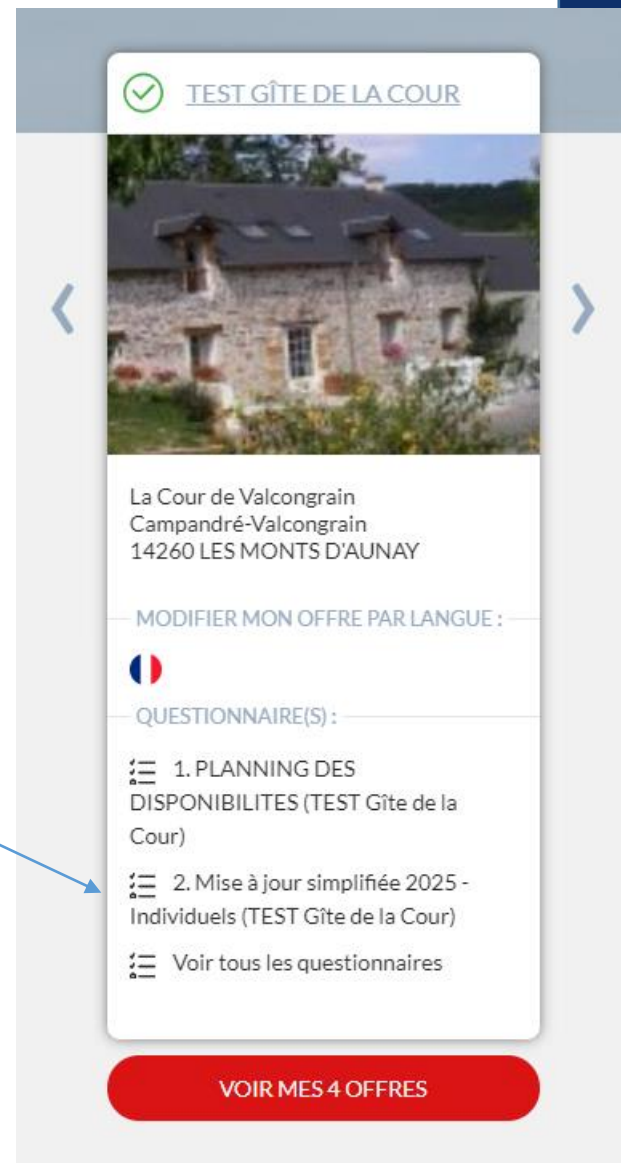 TEST GÎTE DE LA COUR
La Cour de Valcongrain
Campandré-Valcongrain
14260 LES MONTS D'AUNAY
MODIFIER MON OFFRE PAR LANGUE :
QUESTIONNAIRE(S) :
1. PLANNING DES
DISPONIBILITES (TEST Gîte de la
Cour)
2. Mise à jour simplifiée 2025 -
Individuels (TEST Gîte de la Cour)
Voir tous les questionnaires
VOIR MES 4 OFFRES